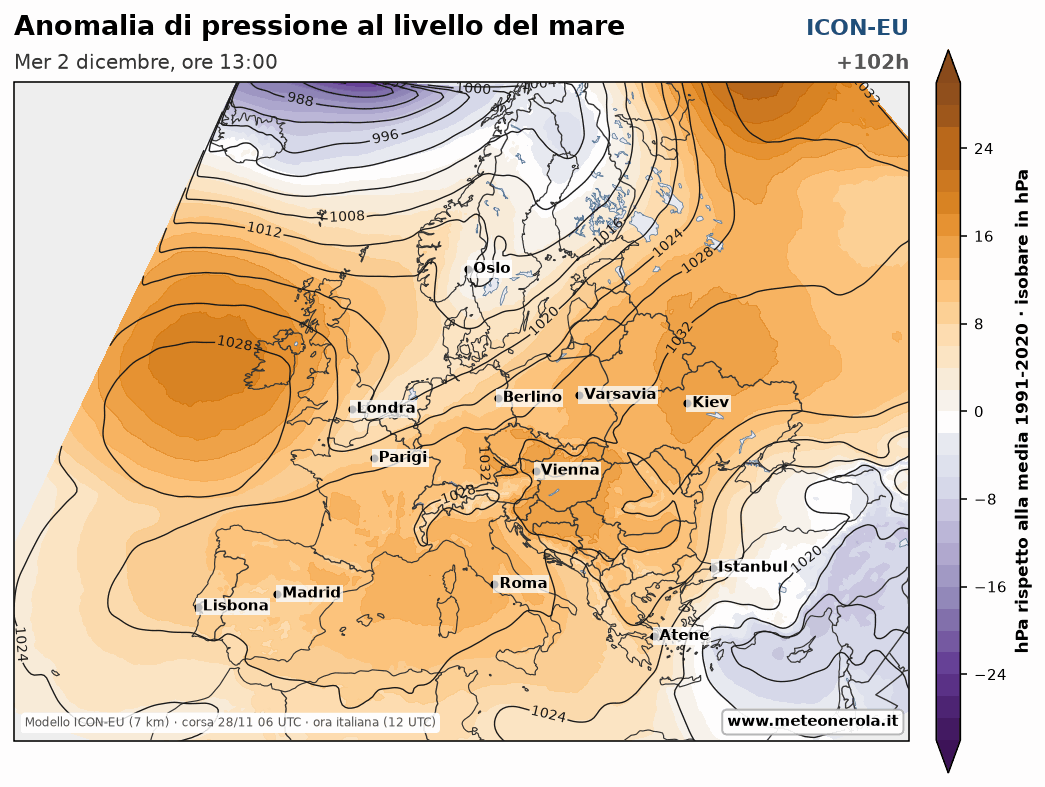 Anomalia di pressione al livello del mare
ICON-EU
Mer 2 dicembre, ore 13:00
+102h
988
1000
1004
1032
996
1008
1012
1016
1024
1028
Oslo
1020
1028
1032
Londra
Berlino
Varsavia
Kiev
Parigi
1032
Vienna
1028
1020
Istanbul
Roma
Madrid
Lisbona
Atene
1024
1024
Modello ICON-EU (7 km) · corsa 28/11 06 UTC · ora italiana (12 UTC)
www.meteonerola.it
24
16
8
0
−8
−16
−24
hPa rispetto alla media 1991-2020 · isobare in hPa